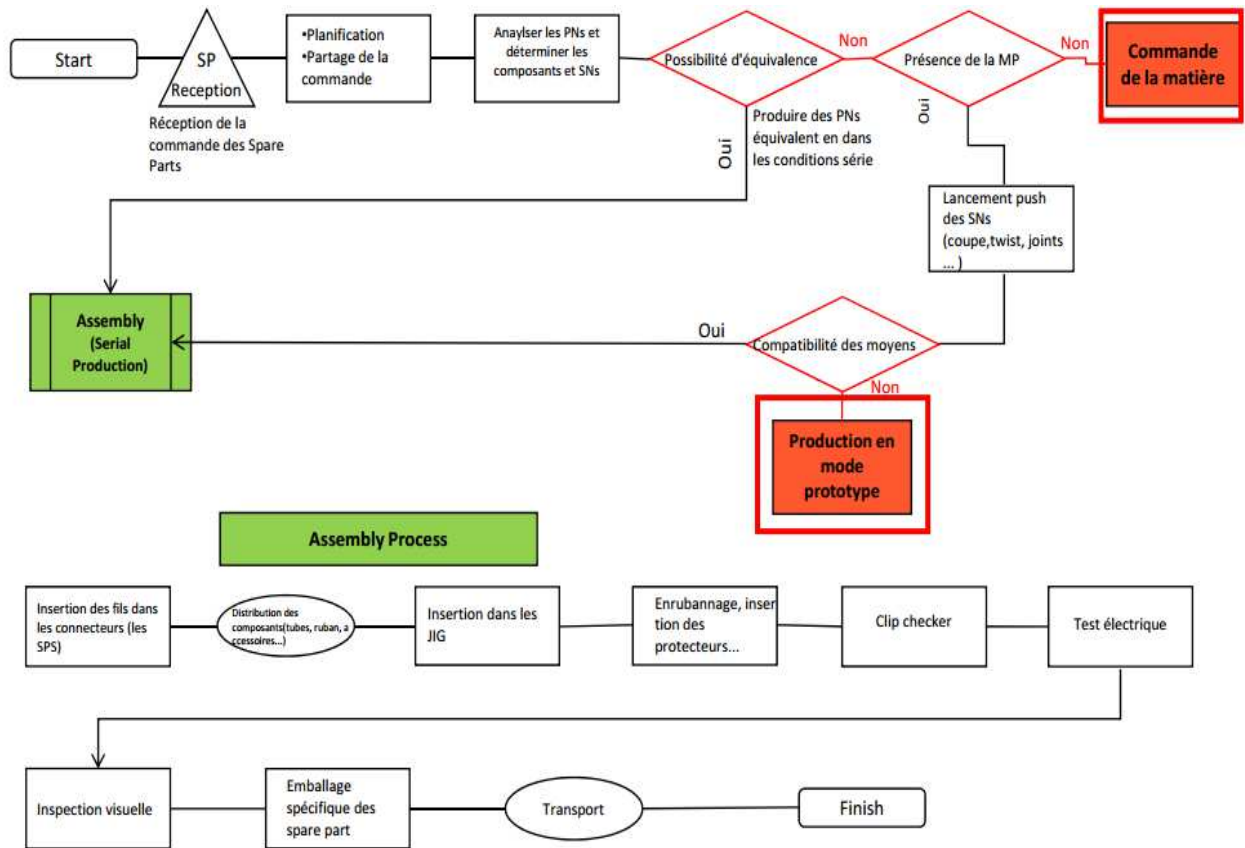 Start
SP
Reception
Réception de la
commande des Spare
Parts
•Planification
•Partage de la
commande
Anaylser les PNs et
déterminer les
composants et SNs
Possibilité d'équivalence
Non
Présence de la MP
Non
Commande
de la matière
Oui
Produire des PNs
équivalent en dans
les conditions série
Oui
Lancement push
des SNs
(coupe,twist, joints
... )
Assembly
(Serial
Production)
Oui
Compatibilité des moyens
Non
Production en
mode
prototype
Assembly Process
Insertion des fils dans
les connecteurs (les
SPS)
Distribution des
composants(tubes, ruban, a
ccessoires...)
Insertion dans les
JIG
Enrubannage, inser
tion des
protecteurs...
Clip checker
Test électrique
Inspection visuelle
Emballage
spécifique des
spare part
Transport
Finish